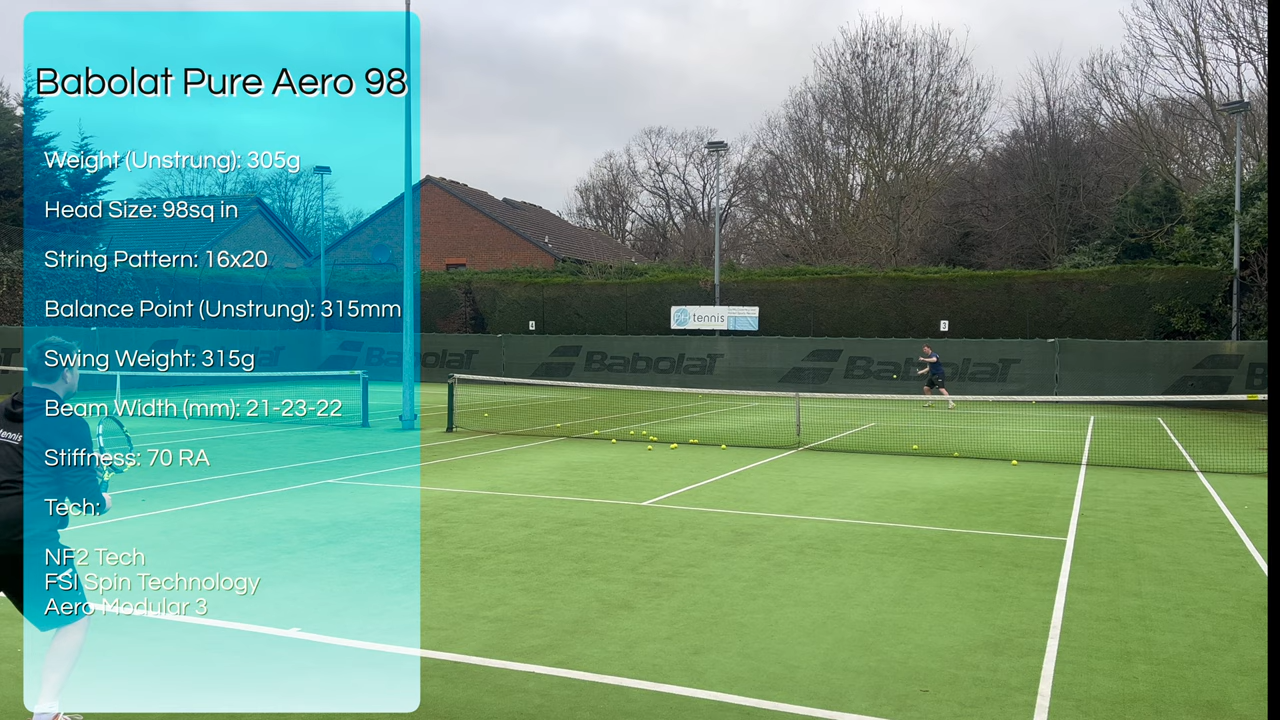 Babolat Pure Aero 98
Weight (Unstrung): 305g
Head Size: 98sq in
String Pattern: 16x20
Balance Point (Unstrung): 315mm
Swing Weight: 315g
Beam Width (mm): 21-23-22
Stiffness: 70 RA
Tech:
NF2 Tech
FSI Spin Technology
Aero Modular 3
4
3
tennis
BabolaT
BabolaT
BabolaT
tennis